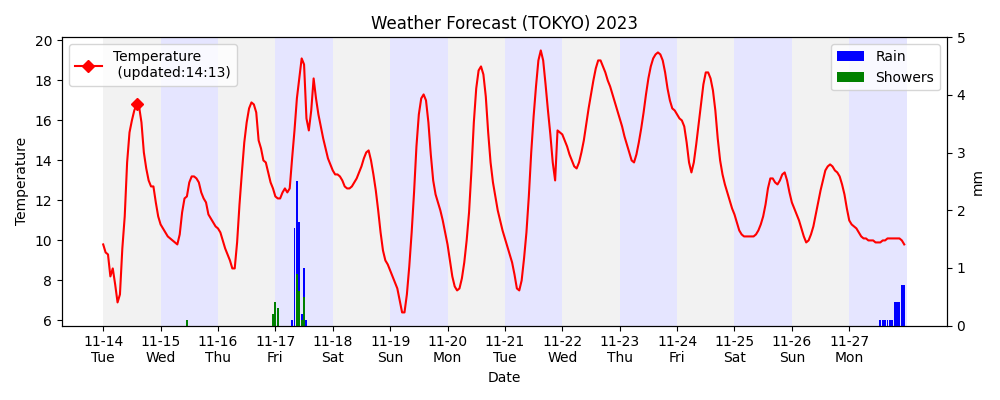 Weather Forecast (TOKYO) 2023
Temperature
(updated:14:13)
Rain
Showers
Temperature
20
18
16
14
12
10
8
6
5
4
3
2
1
0
mm
11-14 11-15 11-16 11-17 11-18 11-19 11-20 11-21 11-22 11-23 11-24 11-25 11-26 11-27
Tue Wed Thu Fri Sat Sun Mon Tue Wed Thu Fri Sat Sun Mon
Date